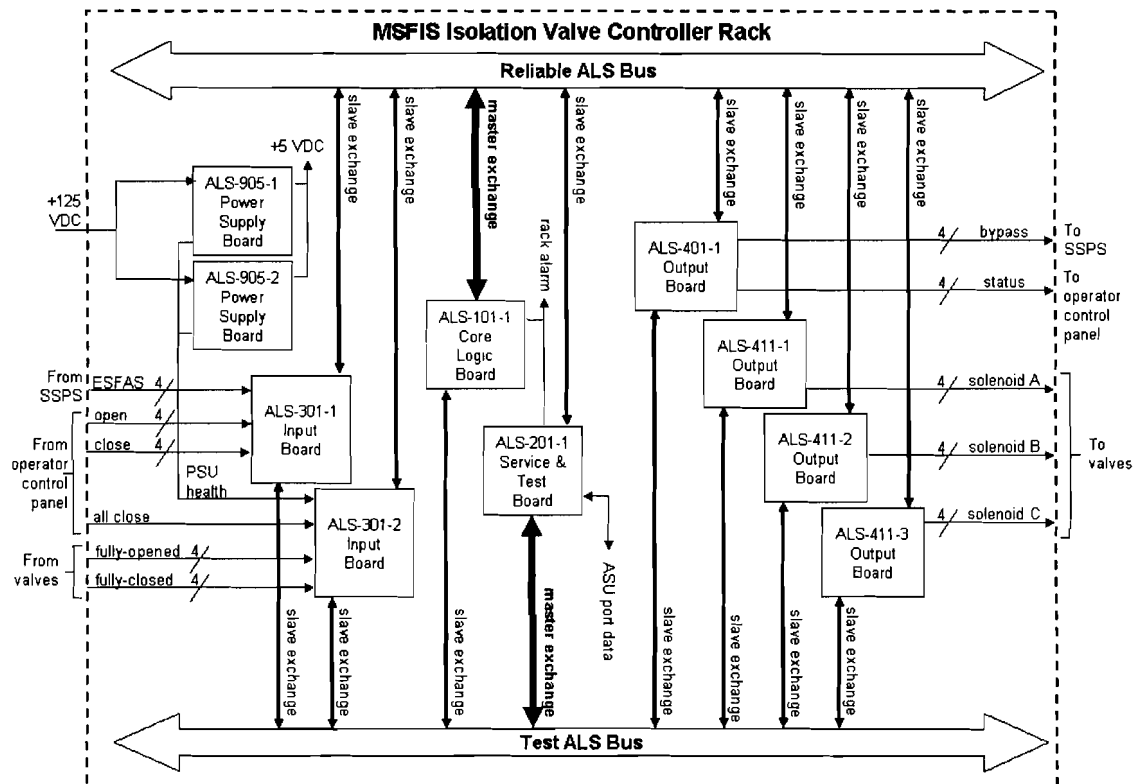 MSFIS Isolation Valve Controller Rack
Reliable ALS Bus
slave exchange
slave exchange
master exchange
slave exchange
slave exchange
slave exchange
slave exchange
slave exchange
+5 VDC
+125
VDC
ALS-905-1
Power
Supply
Board
ALS-905-2
Power
Supply
Board
rack alarm
ALS-101-1
Core
Logic
Board
ALS-401-1
Output
Board
4
bypass
To
SSPS
4
status
To
operator
control
panel
From
SSPS
ESFAS
4
open
4
close
4
From
operator
control
panel
ALS-301-1
Input
Board
PSU
health
all close
ALS-301-2
Input
Board
From
valves
fully-opened
4
fully-closed
4
ALS-201-1
Service &
Test
Board
ASU port data
ALS-411-1
Output
Board
4
solenoid A
ALS-411-2
Output
Board
4
solenoid B
To
valves
ALS-411-3
Output
Board
4
solenoid C
slave exchange
slave exchange
slave exchange
master exchange
slave exchange
slave exchange
slave exchange
slave exchange
Test ALS Bus